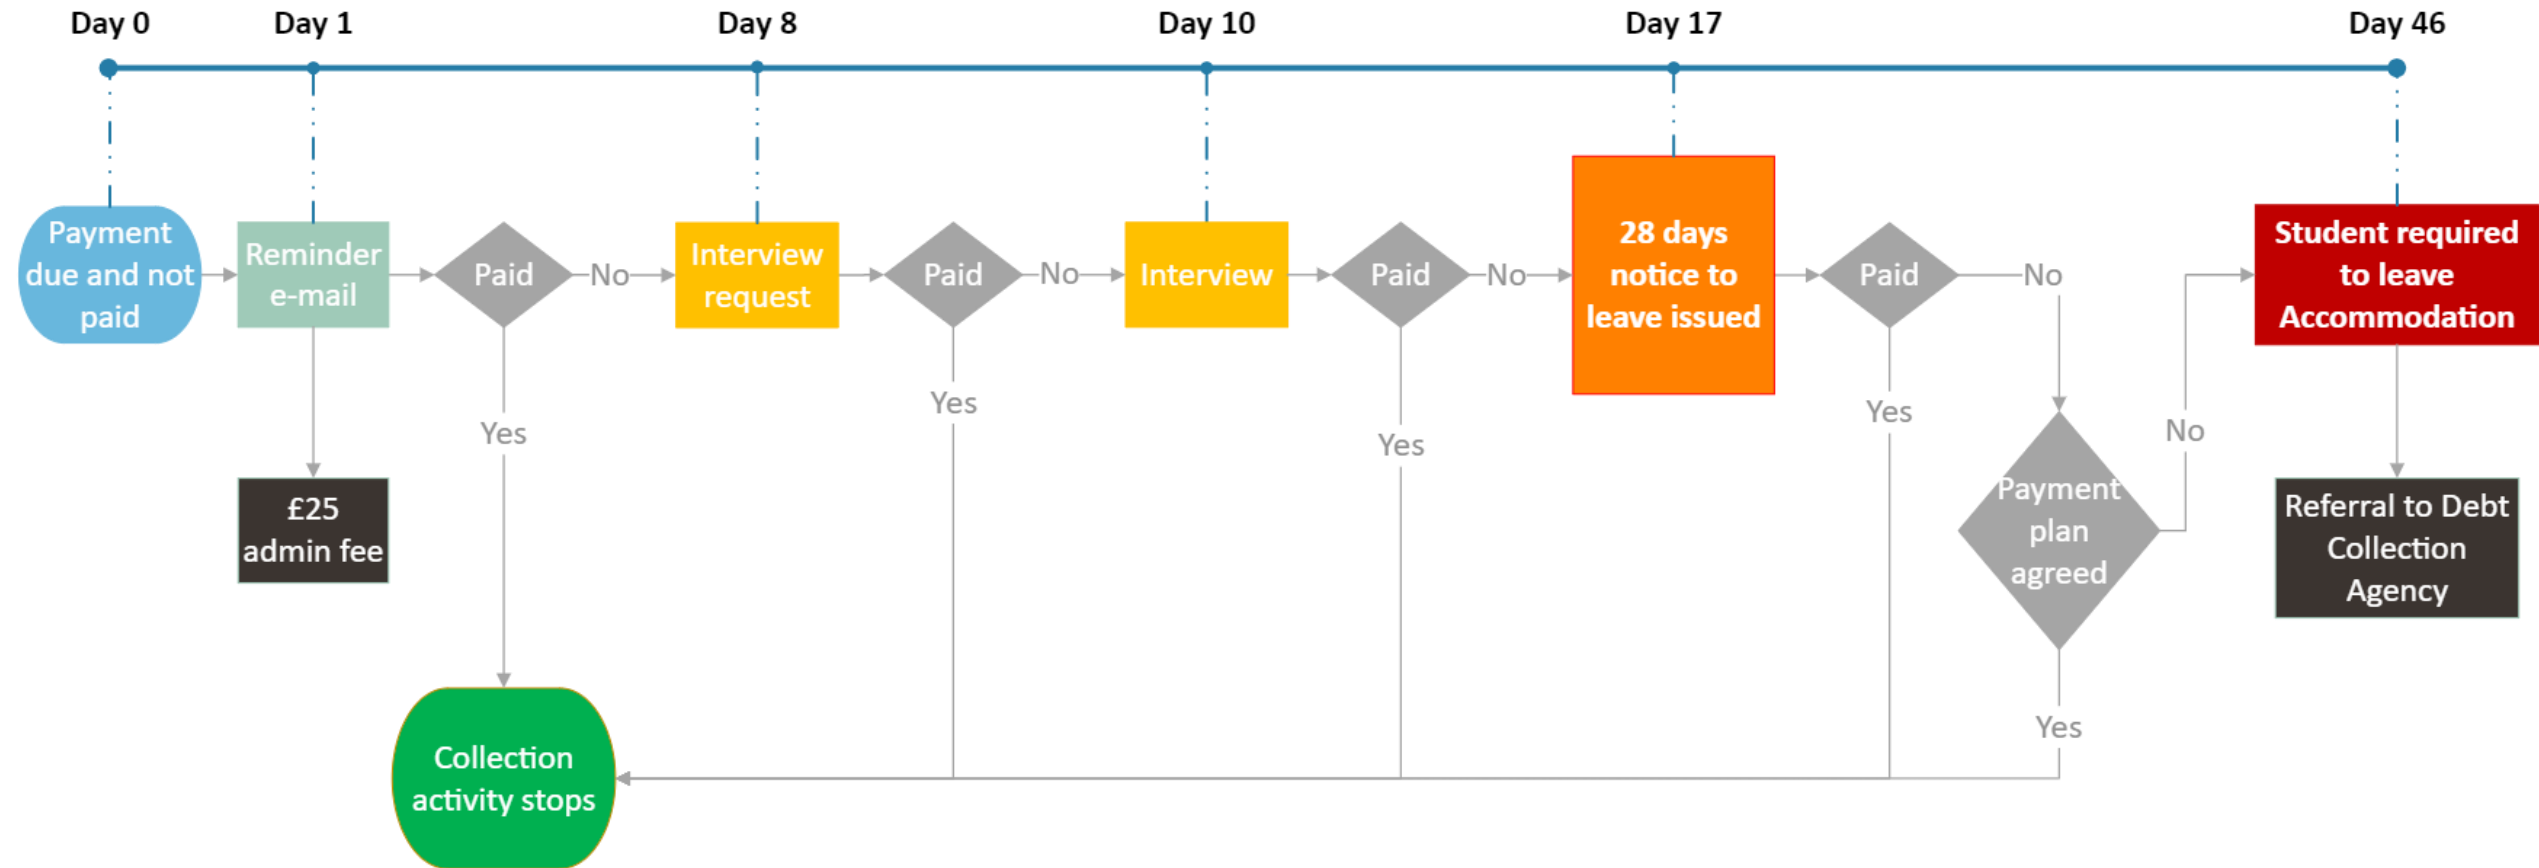 Day 0
Day 1
Day 8
Day 10
Day 17
Day 46
Payment
due and not
paid
Reminder
e-mail
Paid
No
Interview
request
Paid
No
Interview
Paid
No
28 days
notice to
leave issued
Paid
No
Student required
to leave
Accommodation
Yes
Yes
Yes
Yes
No
£25
admin fee
Payment
plan
agreed
Referral to Debt
Collection
Agency
Yes
Collection
activity stops